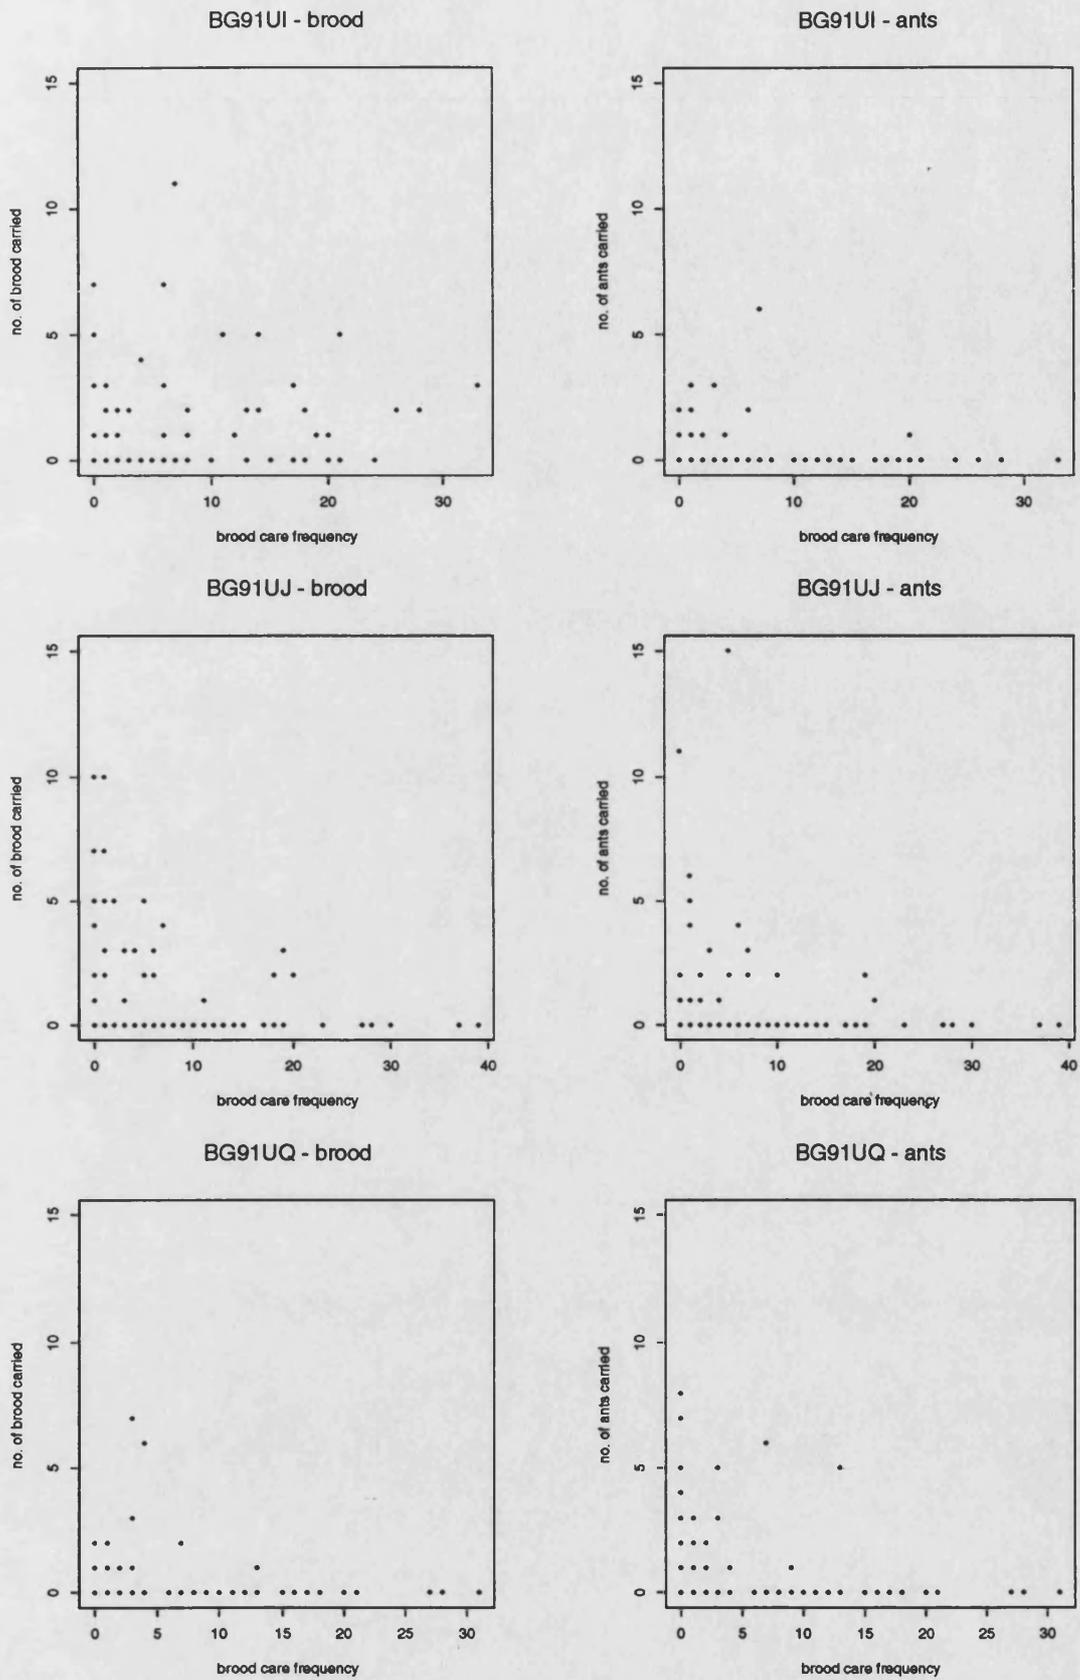 BG91UI - brood
15
10
5
0
no. of brood carried
0 10 20 30
brood care frequency
BG91UI - ants
15
10
5
0
no. of ants carried
0 10 20 30
brood care frequency
BG91UJ - brood
15
10
5
0
no. of brood carried
0 10 20 30 40
brood care frequency
BG91UJ - ants
15
10
5
0
no. of ants carried
0 10 20 30 40
brood care frequency
BG91UQ - brood
15
10
5
0
no. of brood carried
0 5 10 15 20 25 30
brood care frequency
BG91UQ - ants
15
10
5
0
no. of ants carried
0 5 10 15 20 25 30
brood care frequency